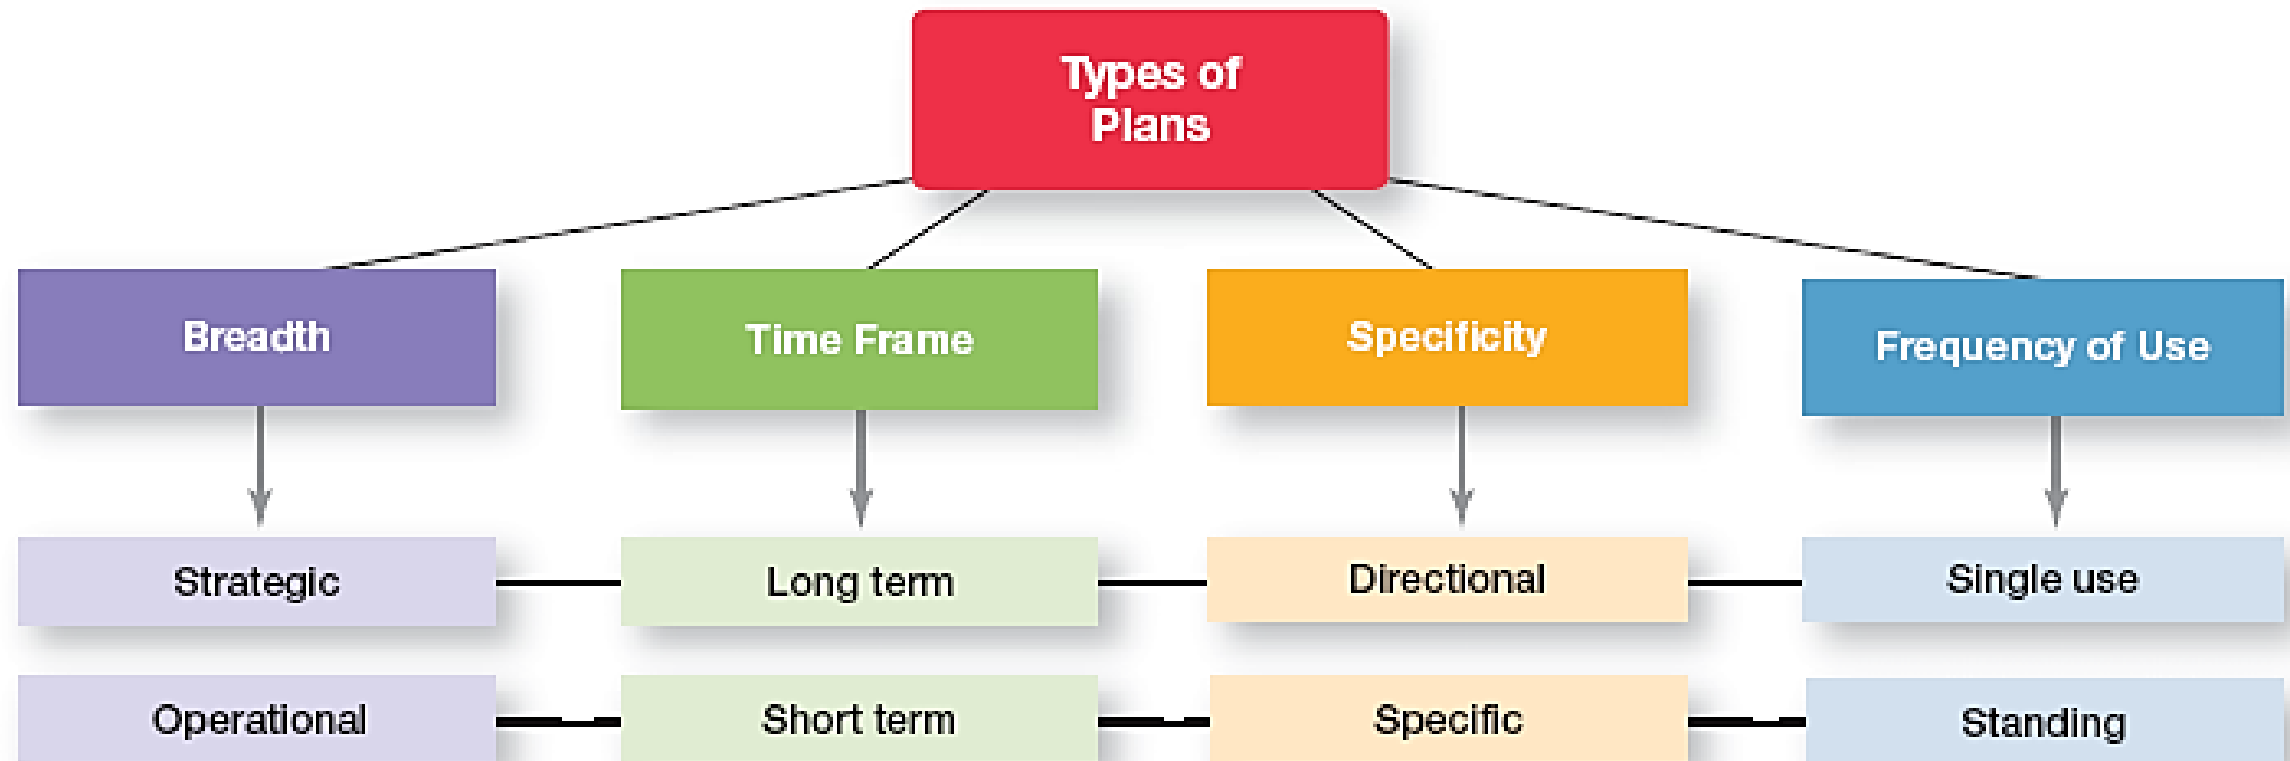 Types of
Plans
Breadth
Time Frame
Specificity
Frequency of Use
Strategic
Long term
Directional
Single use
Operational
Short term
Specific
Standing